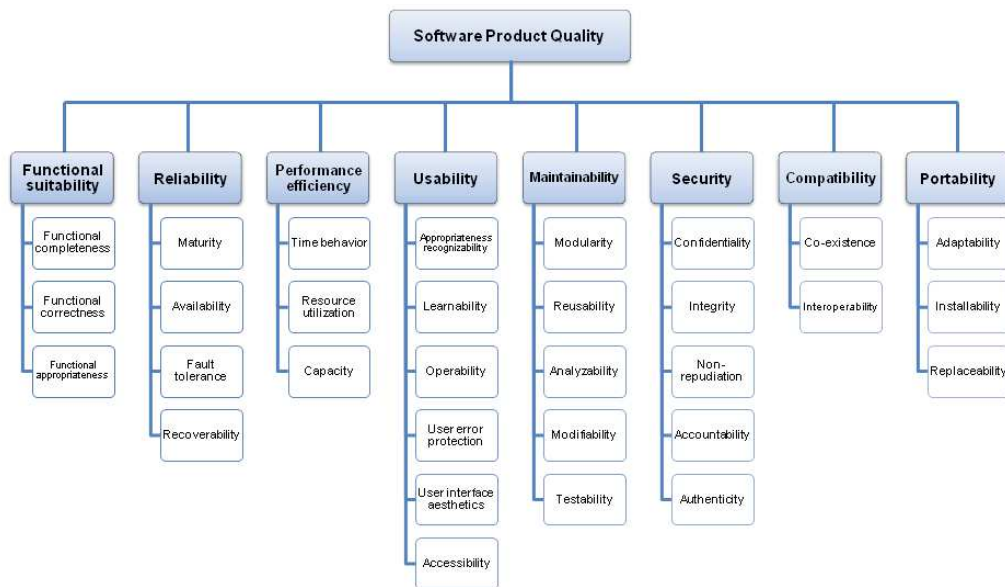 Software Product Quality
Functional
suitability
Reliability
Performance
efficiency
Usability
Maintainability
Security
Compatibility
Portability
Functional
completeness
Functional
correctness
Functional
appropriateness
Maturity
Availability
Fault
tolerance
Recoverability
Time behavior
Resource
utilization
Capacity
Appropriateness
recognizability
Learnability
Operability
User error
protection
User interface
aesthetics
Accessibility
Modularity
Reusability
Analyzability
Modifiability
Testability
Confidentiality
Integrity
Non-
repudiation
Accountability
Authenticity
Co-existence
Interoperability
Adaptability
Installability
Replaceability